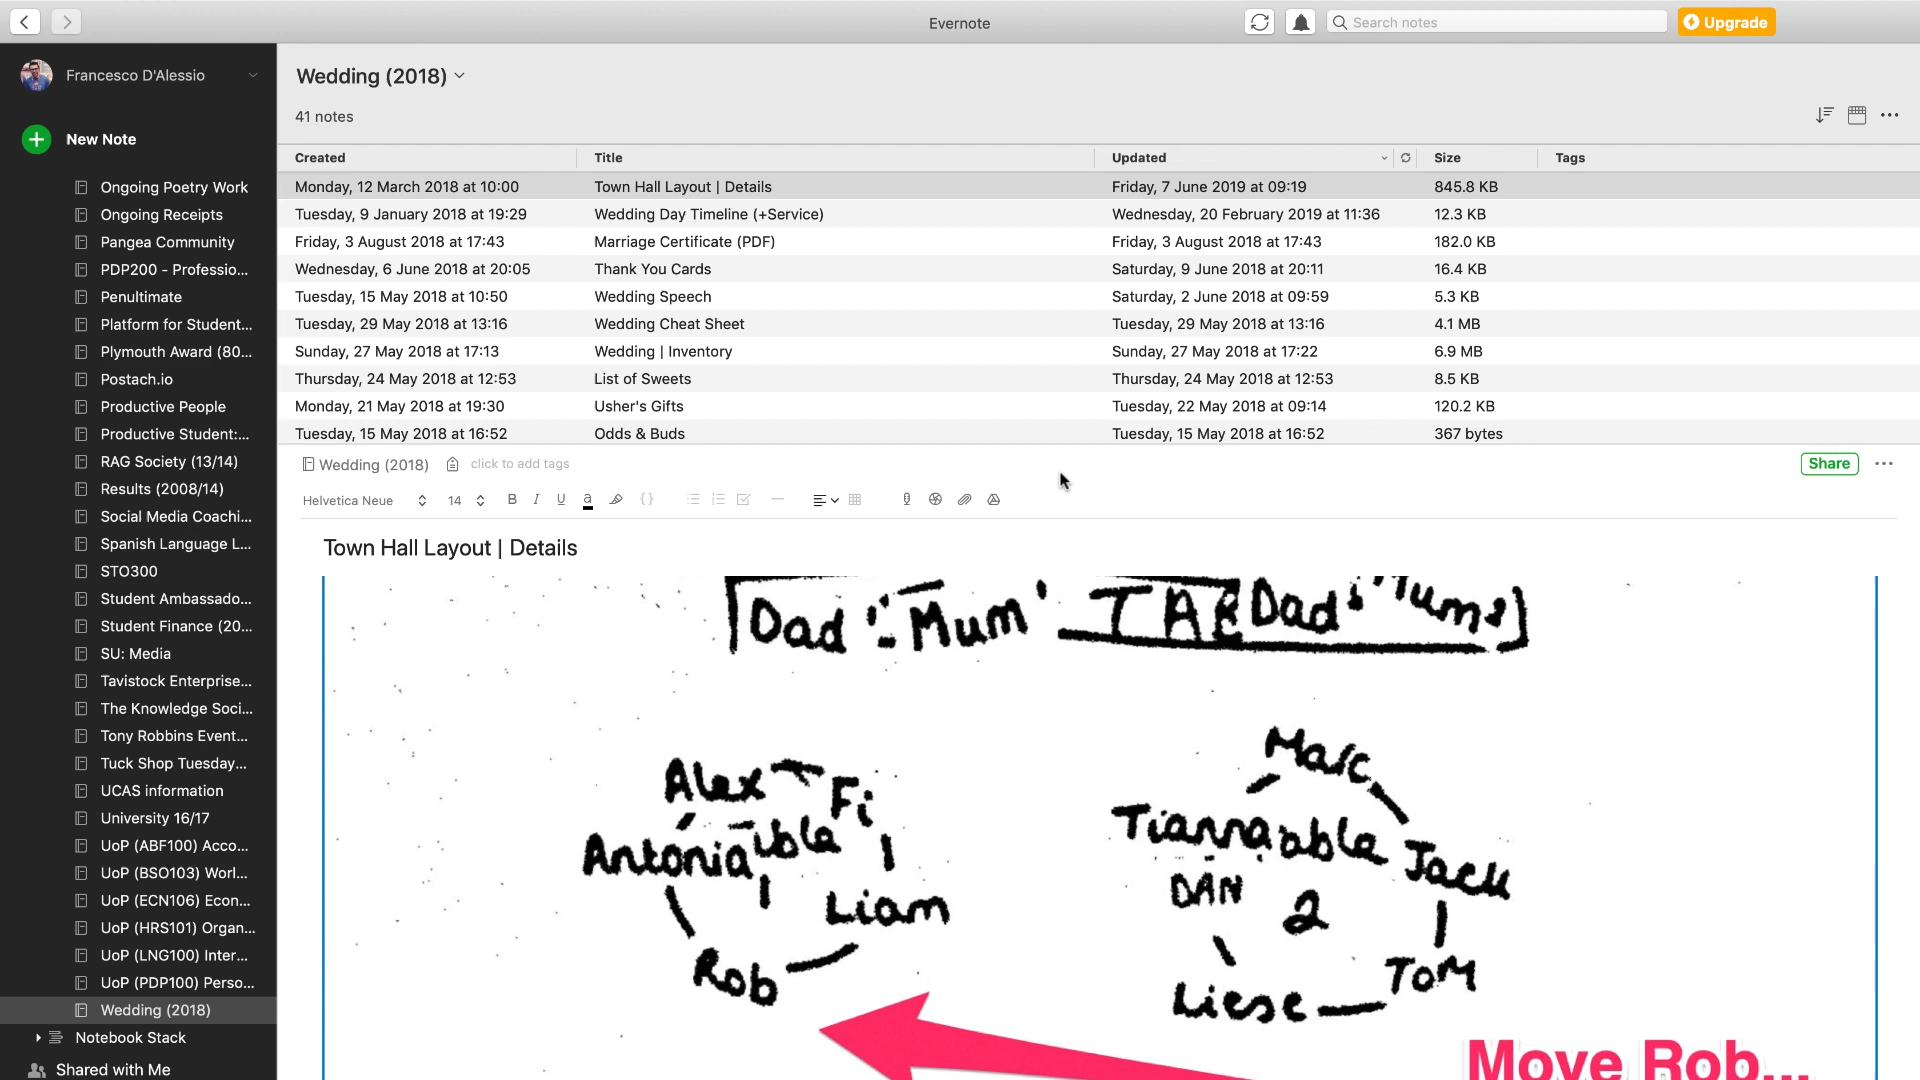 Evernote
Search notes
Upgrade
Francesco D'Alessio
New Note
Ongoing Poetry Work
Ongoing Receipts
Pangea Community
PDP200 - Professio...
Penultimate
Platform for Student...
Plymouth Award (80...
Postach.io
Productive People
Productive Student:...
RAG Society (13/14)
Results (2008/14)
Social Media Coachi...
Spanish Language L...
STO300
Student Ambassado...
Student Finance (20...
SU: Media
Tavistock Enterprise...
The Knowledge Soci...
Tony Robbins Event...
Tuck Shop Tuesday...
UCAS information
University 16/17
UoP (ABF100) Acco...
UoP (BSO103) Worl...
UoP (ECN106) Econ...
UoP (HRS101) Organ...
UoP (LNG100) Inter...
UoP (PDP100) Perso...
Wedding (2018)
Notebook Stack
Shared with Me
Wedding (2018)
41 notes
Created Title Updated Size Tags
Monday, 12 March 2018 at 10:00 Town Hall Layout | Details Friday, 7 June 2019 at 09:19 845.8 KB
Tuesday, 9 January 2018 at 19:29 Wedding Day Timeline (+Service) Wednesday, 20 February 2019 at 11:36 12.3 KB
Friday, 3 August 2018 at 17:43 Marriage Certificate (PDF) Friday, 3 August 2018 at 17:43 182.0 KB
Wednesday, 6 June 2018 at 20:05 Thank You Cards Saturday, 9 June 2018 at 20:11 16.4 KB
Tuesday, 15 May 2018 at 10:50 Wedding Speech Saturday, 2 June 2018 at 09:59 5.3 KB
Tuesday, 29 May 2018 at 13:16 Wedding Cheat Sheet Tuesday, 29 May 2018 at 13:16 4.1 MB
Sunday, 27 May 2018 at 17:13 Wedding | Inventory Sunday, 27 May 2018 at 17:22 6.9 MB
Thursday, 24 May 2018 at 12:53 List of Sweets Thursday, 24 May 2018 at 12:53 8.5 KB
Monday, 21 May 2018 at 19:30 Usher's Gifts Tuesday, 22 May 2018 at 09:14 120.2 KB
Tuesday, 15 May 2018 at 16:52 Odds & Buds Tuesday, 15 May 2018 at 16:52 367 bytes
Wedding (2018) click to add tags Share
Helvetica Neue 14 B I U a {}
Town Hall Layout | Details
Dad Mum Dad
Alex Fi
Antonia
Liam
Rob
Marc
Tianna Jack
DAN 2
Liese TOM
Move Rob...